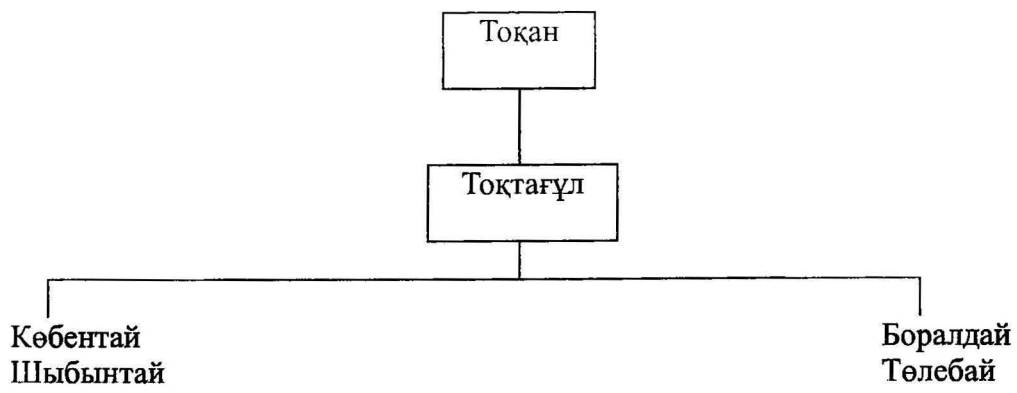 Тоқан
Тоқтағұл
Көбентай
Шыбынтай
Боралдай
Төлебай